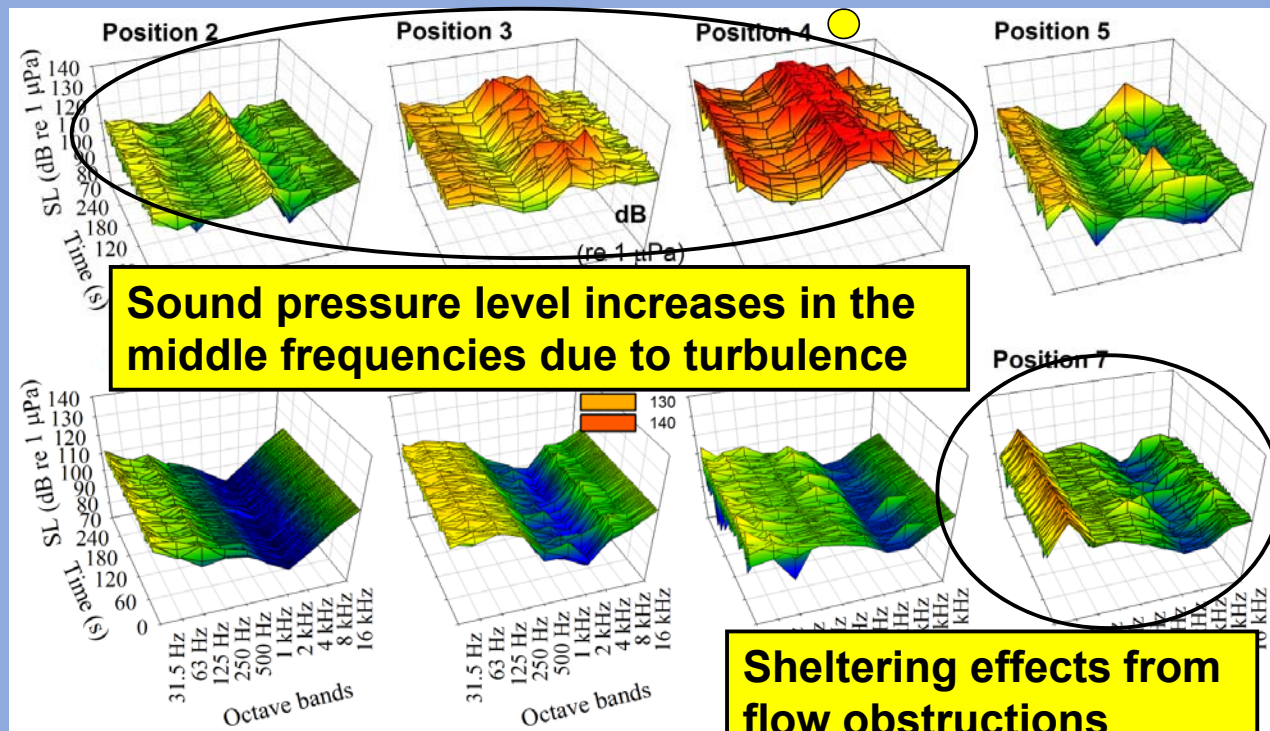 Position 2
Position 3
Position 4
Position 5
SL (dB re 1 µPa)
140
130
120
110
100
90
80
70
240
180
120
Time (s)
dB
(re 1 µPa)
Sound pressure level increases in the
middle frequencies due to turbulence
Position 7
SL (dB re 1 µPa)
140
130
120
110
100
90
80
70
240
180
120
60
0
Time (s)
130
140
31.5 Hz
63 Hz
125 Hz
250 Hz
500 Hz
1 kHz
2 kHz
4 kHz
8 kHz
16 kHz
Octave bands
31.5 Hz
63 Hz
125 Hz
250 Hz
500 Hz
1 kHz
2 kHz
4 kHz
8 kHz
16 kHz
Octave bands
Sheltering effects from
flow obstructions